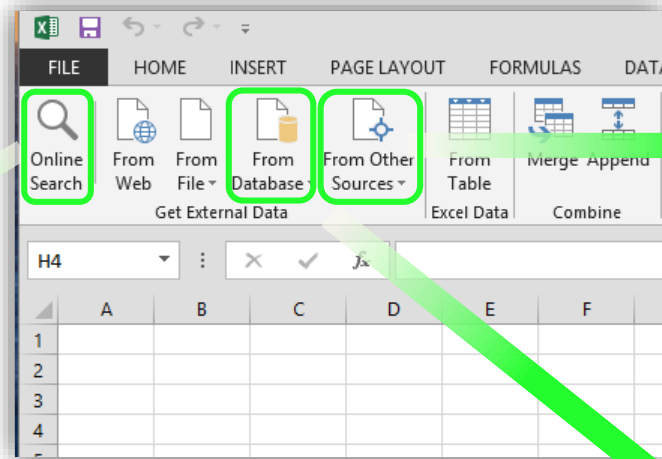 FILE HOME INSERT PAGE LAYOUT FORMULAS DATA
Online Search From Web From File From Database From Other Sources From Table Merge Append
Get External Data Excel Data Combine
H4 fx
A B C D E F
1
2
3
4